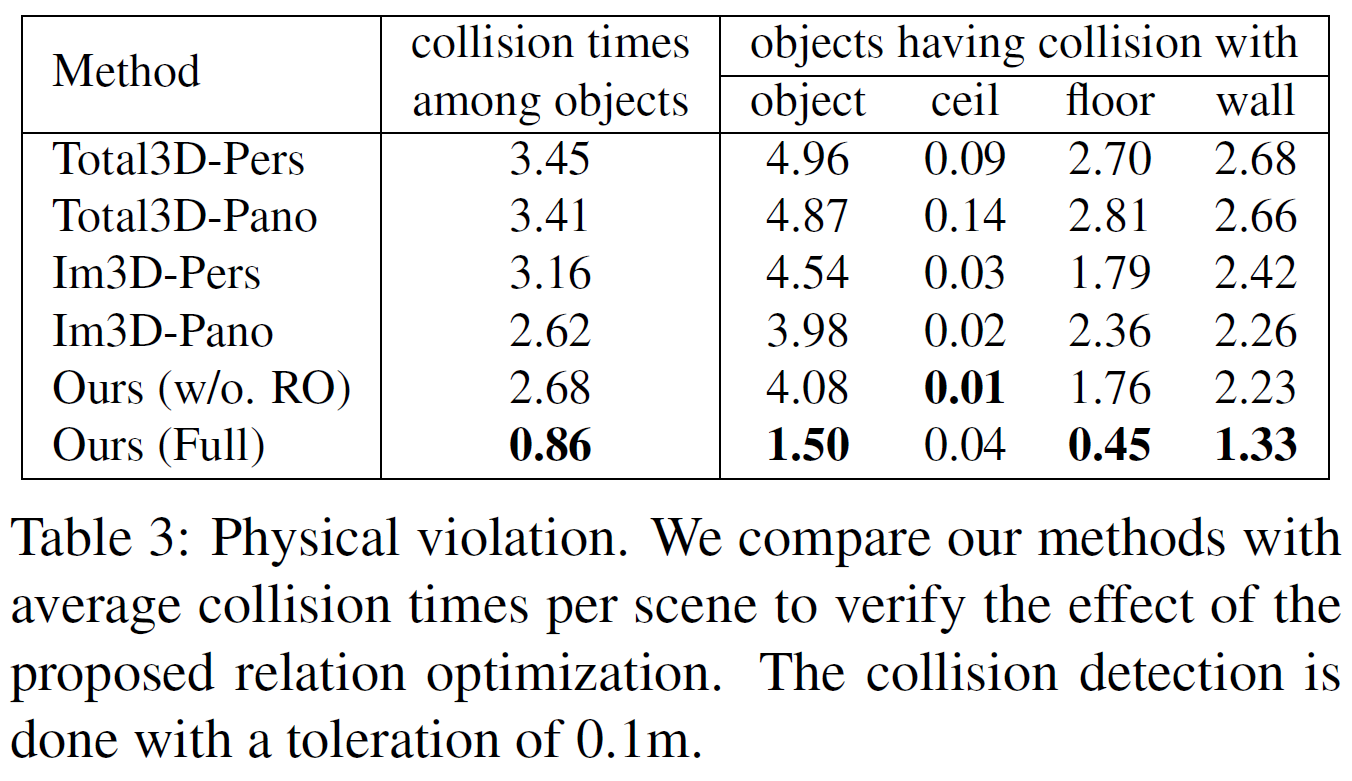 Method collision times among objects objects having collision with
object ceil floor wall
Total3D-Pers 3.45 4.96 0.09 2.70 2.68
Total3D-Pano 3.41 4.87 0.14 2.81 2.66
Im3D-Pers 3.16 4.54 0.03 1.79 2.42
Im3D-Pano 2.62 3.98 0.02 2.36 2.26
Ours (w/o. RO) 2.68 4.08 0.01 1.76 2.23
Ours (Full) 0.86 1.50 0.04 0.45 1.33
Table 3: Physical violation. We compare our methods with
average collision times per scene to verify the effect of the
proposed relation optimization. The collision detection is
done with a toleration of 0.1m.